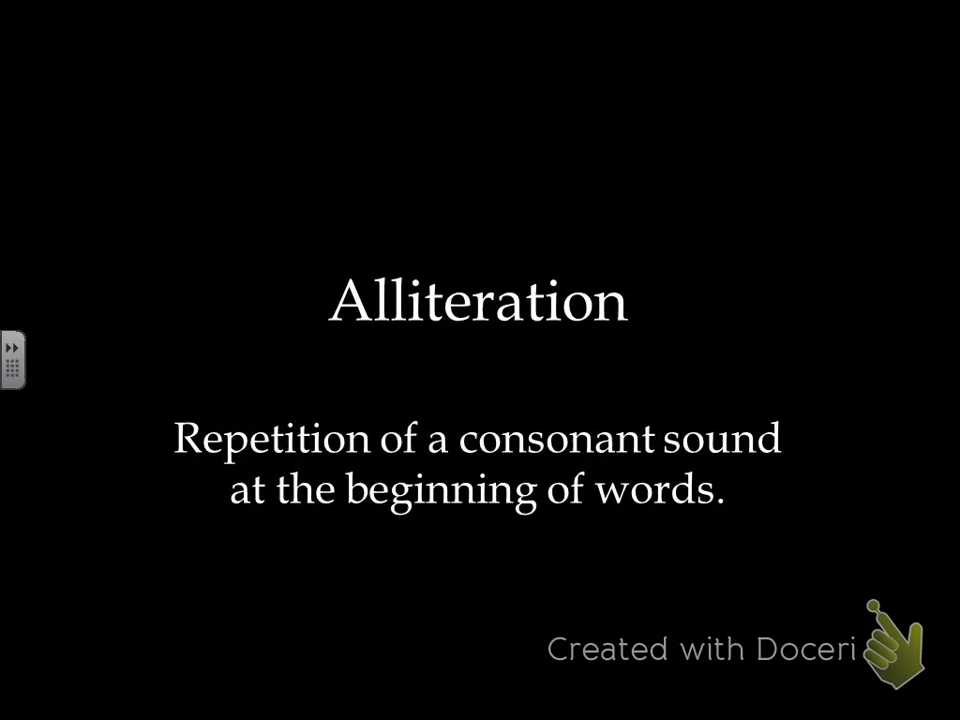 Alliteration
Repetition of a consonant sound
at the beginning of words.
Created with Doceri